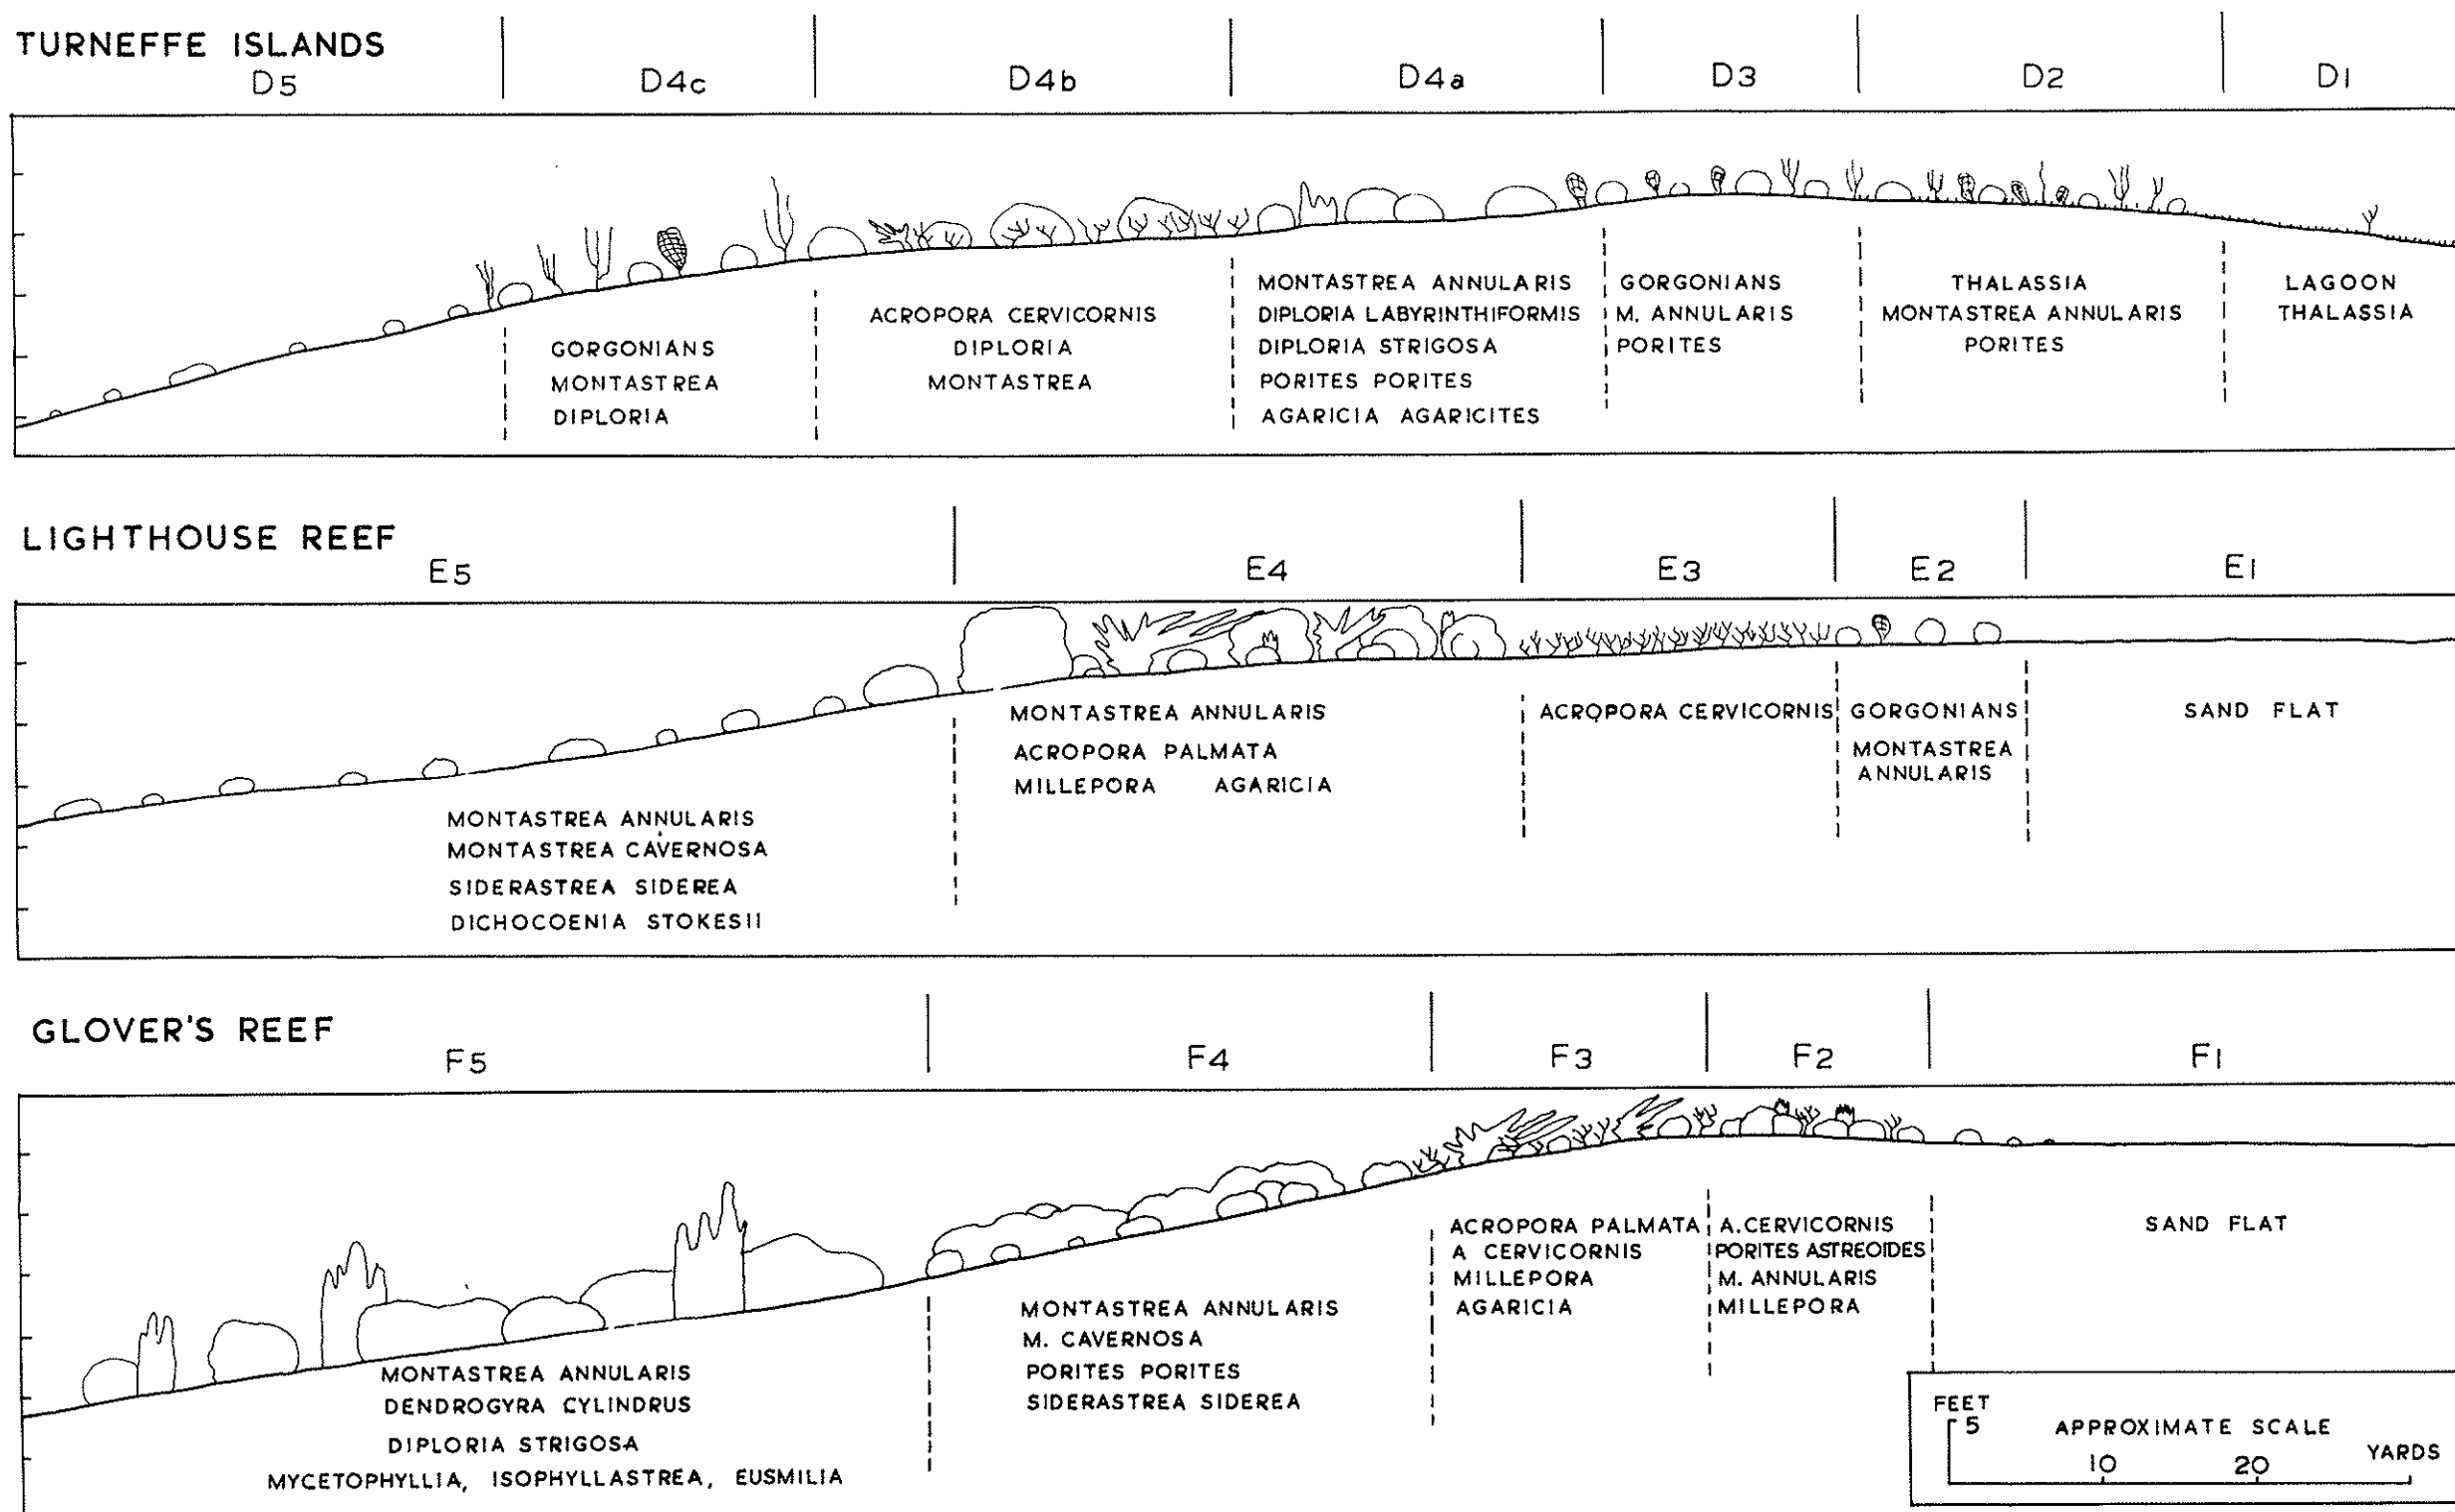 TURNEFFE ISLANDS
D5 D4c D4b D4a D3 D2 D1
GORGONIANS
MONTASTREA
DIPLORIA
ACROPORA CERVICORNIS
DIPLORIA
MONTASTREA
MONTASTREA ANNULARIS
DIPLORIA LABYRINTHIFORMIS
DIPLORIA STRIGOSA
PORITES PORITES
AGARICIA AGARICITES
GORGONIANS
M. ANNULARIS
PORITES
THALASSIA
MONTASTREA ANNULARIS
PORITES
LAGOON
THALASSIA
LIGHTHOUSE REEF
E5 E4 E3 E2 E1
MONTASTREA ANNULARIS
MONTASTREA CAVERNOSA
SIDERASTREA SIDEREA
DICHOCOENIA STOKESII
MONTASTREA ANNULARIS
ACROPORA PALMATA
MILLEPORA AGARICIA
ACROPORA CERVICORNIS
GORGONIANS
MONTASTREA
ANNULARIS
SAND FLAT
GLOVER'S REEF
F5 F4 F3 F2 F1
MONTASTREA ANNULARIS
DENDROGYRA CYLINDRUS
DIPLORIA STRIGOSA
MYCETOPHYLLIA, ISOPHYLLASTREA, EUSMILIA
MONTASTREA ANNULARIS
M. CAVERNOSA
PORITES PORITES
SIDERASTREA SIDEREA
ACROPORA PALMATA
A CERVICORNIS
MILLEPORA
AGARICIA
A. CERVICORNIS
PORITES ASTREOIDES
M. ANNULARIS
MILLEPORA
SAND FLAT
FEET
5
APPROXIMATE SCALE
10 20 YARDS